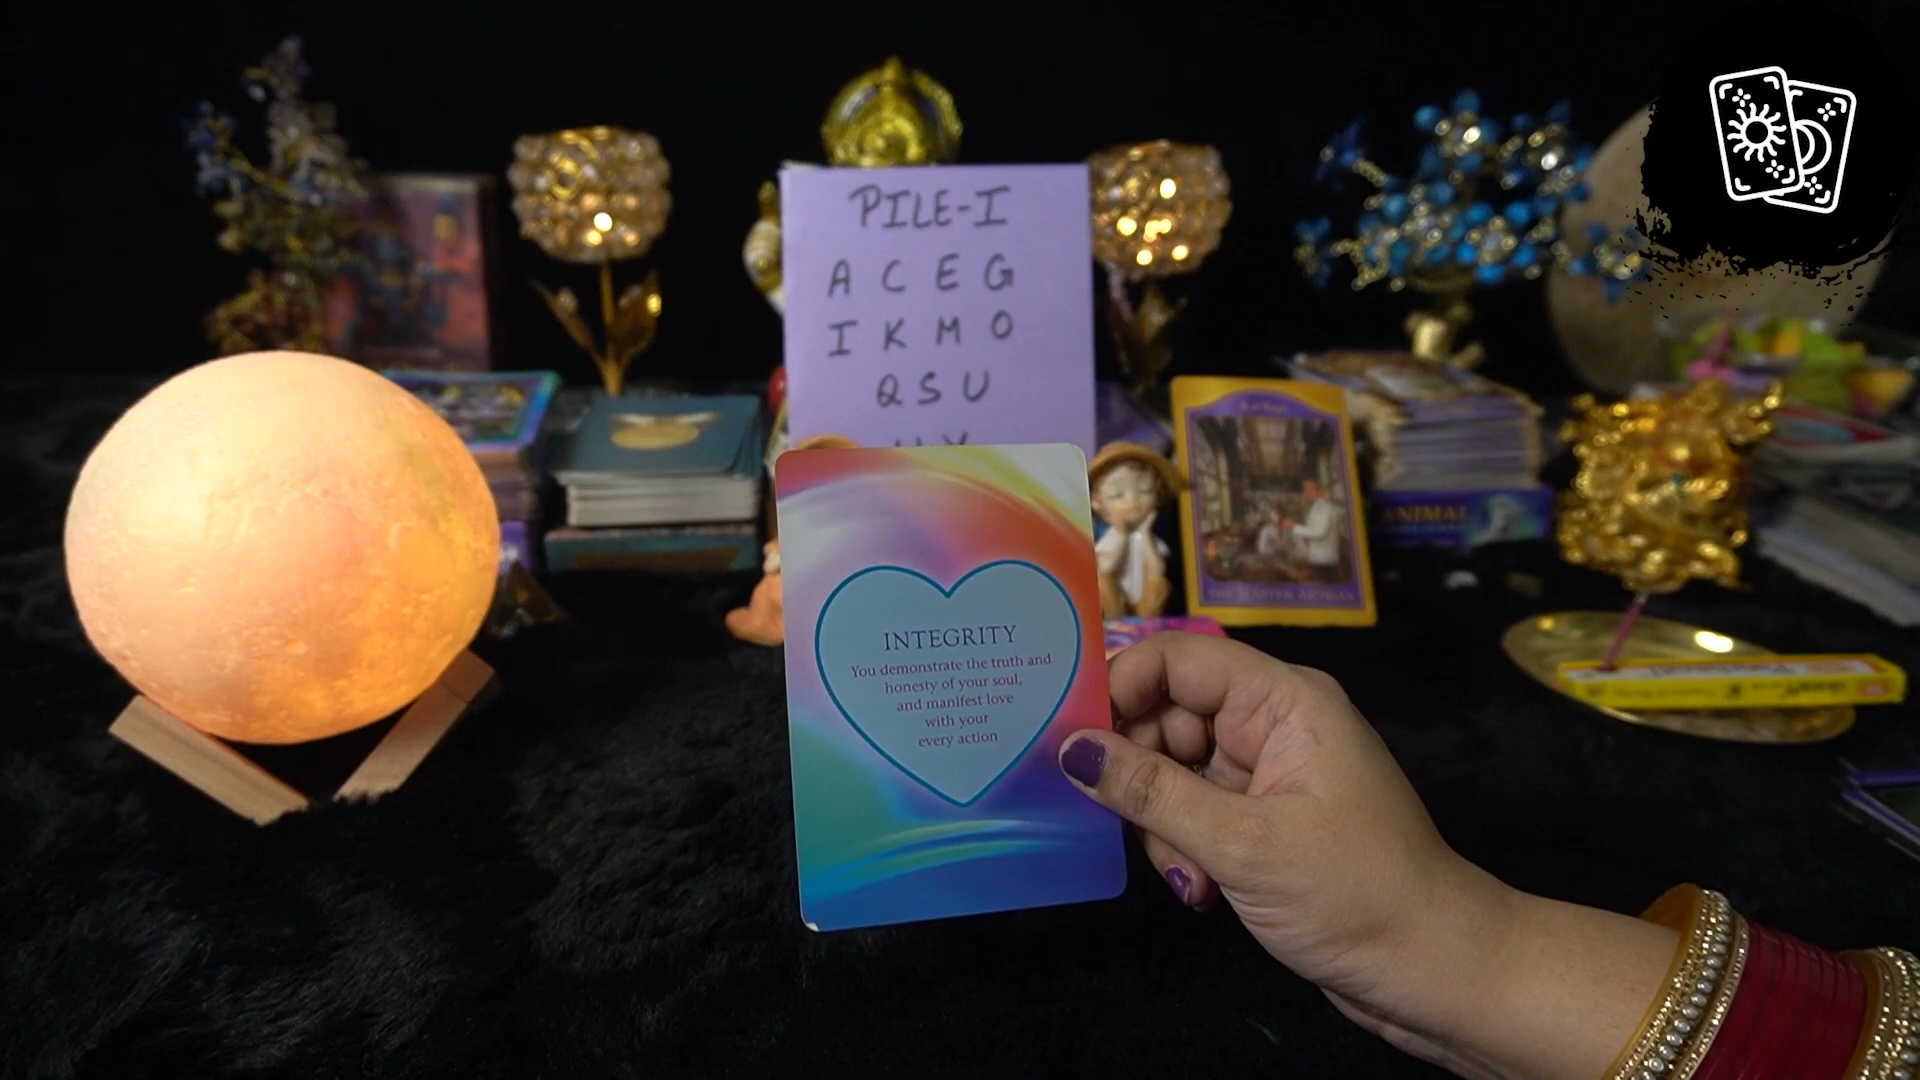 PILE-I
A C E G
I K M O
Q S U
INTEGRITY
You demonstrate the truth and
honesty of your soul,
and manifest love
with your
every action
THE MASTER ARTISAN
ANIMAL